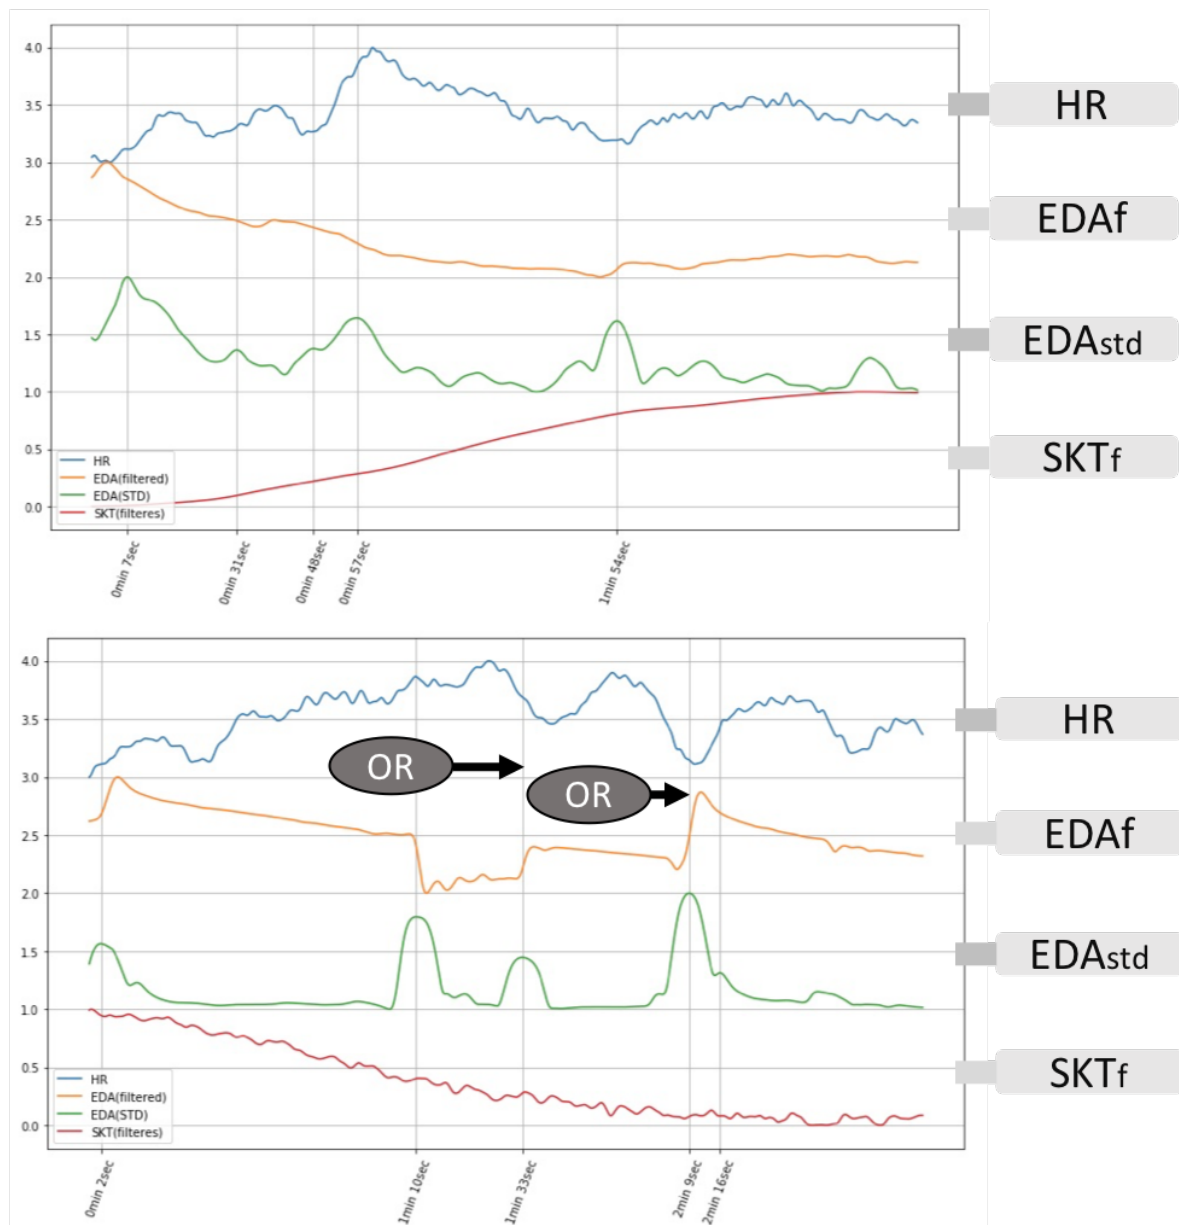 4.0
3.5
3.0
2.5
2.0
1.5
1.0
0.5
0.0
HR
EDA(filtered)
EDA(STD)
SKT(filteres)
0min 7sec
0min 31sec
0min 48sec
0min 57sec
1min 54sec
HR
EDAf
EDAstd
SKTf
4.0
3.5
3.0
2.5
2.0
1.5
1.0
0.5
0.0
OR
OR
HR
EDA(filtered)
EDA(STD)
SKT(filteres)
0min 2sec
1min 10sec
1min 33sec
2min 9sec
2min 16sec
HR
EDAf
EDAstd
SKTf